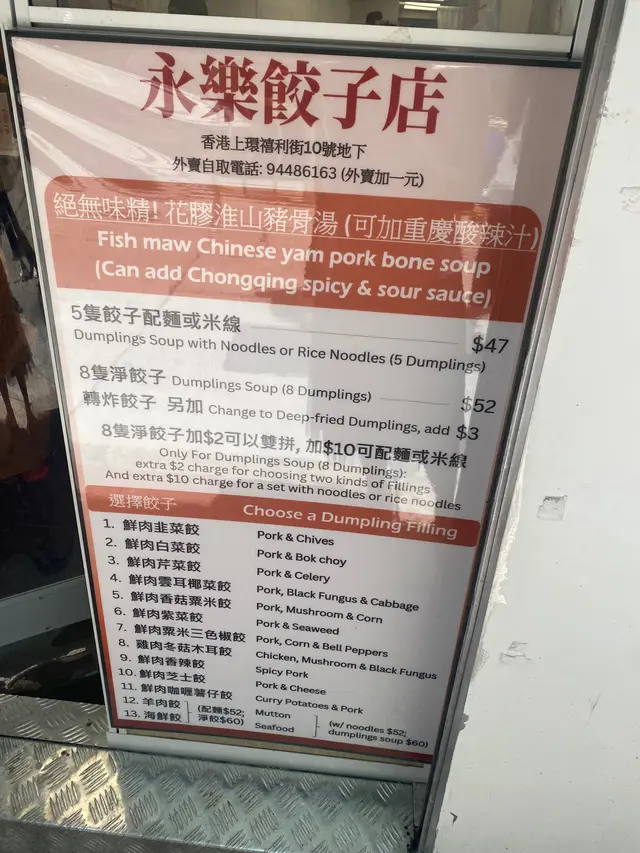 永樂餃子店
香港上環禧利街10號地下
外賣自取電話: 94486163 (外賣加一元)
絕無味精! 花膠淮山豬骨湯 (可加重慶酸辣汁)
Fish maw Chinese yam pork bone soup
(Can add Chongqing spicy & sour sauce)
5隻餃子配麵或米線 $47
Dumplings Soup with Noodles or Rice Noodles (5 Dumplings)
8隻淨餃子 Dumplings Soup (8 Dumplings) $52
轉炸餃子 另加 Change to Deep-fried Dumplings, add $3
8隻淨餃子加$2可以雙拼, 加$10可配麵或米線
Only For Dumplings Soup (8 Dumplings):
extra $2 charge for choosing two kinds of Fillings
And extra $10 charge for a set with noodles or rice noodles
選擇餃子 Choose a Dumpling Filling
1. 鮮肉韭菜餃 Pork & Chives
2. 鮮肉白菜餃 Pork & Bok choy
3. 鮮肉芹菜餃 Pork & Celery
4. 鮮肉雲耳椰菜餃 Pork, Black Fungus & Cabbage
5. 鮮肉香菇粟米餃 Pork, Mushroom & Corn
6. 鮮肉紫菜餃 Pork & Seaweed
7. 鮮肉粟米三色椒餃 Pork, Corn & Bell Peppers
8. 雞肉冬菇木耳餃 Chicken, Mushroom & Black Fungus
9. 鮮肉香辣餃 Spicy Pork
10. 鮮肉芝士餃 Pork & Cheese
11. 鮮肉咖喱薯仔餃 Curry Potatoes & Pork
12. 羊肉餃 (配麵$52; Mutton (w/ noodles $52;
13. 海鮮餃 淨餃$60) Seafood dumplings soup $60)